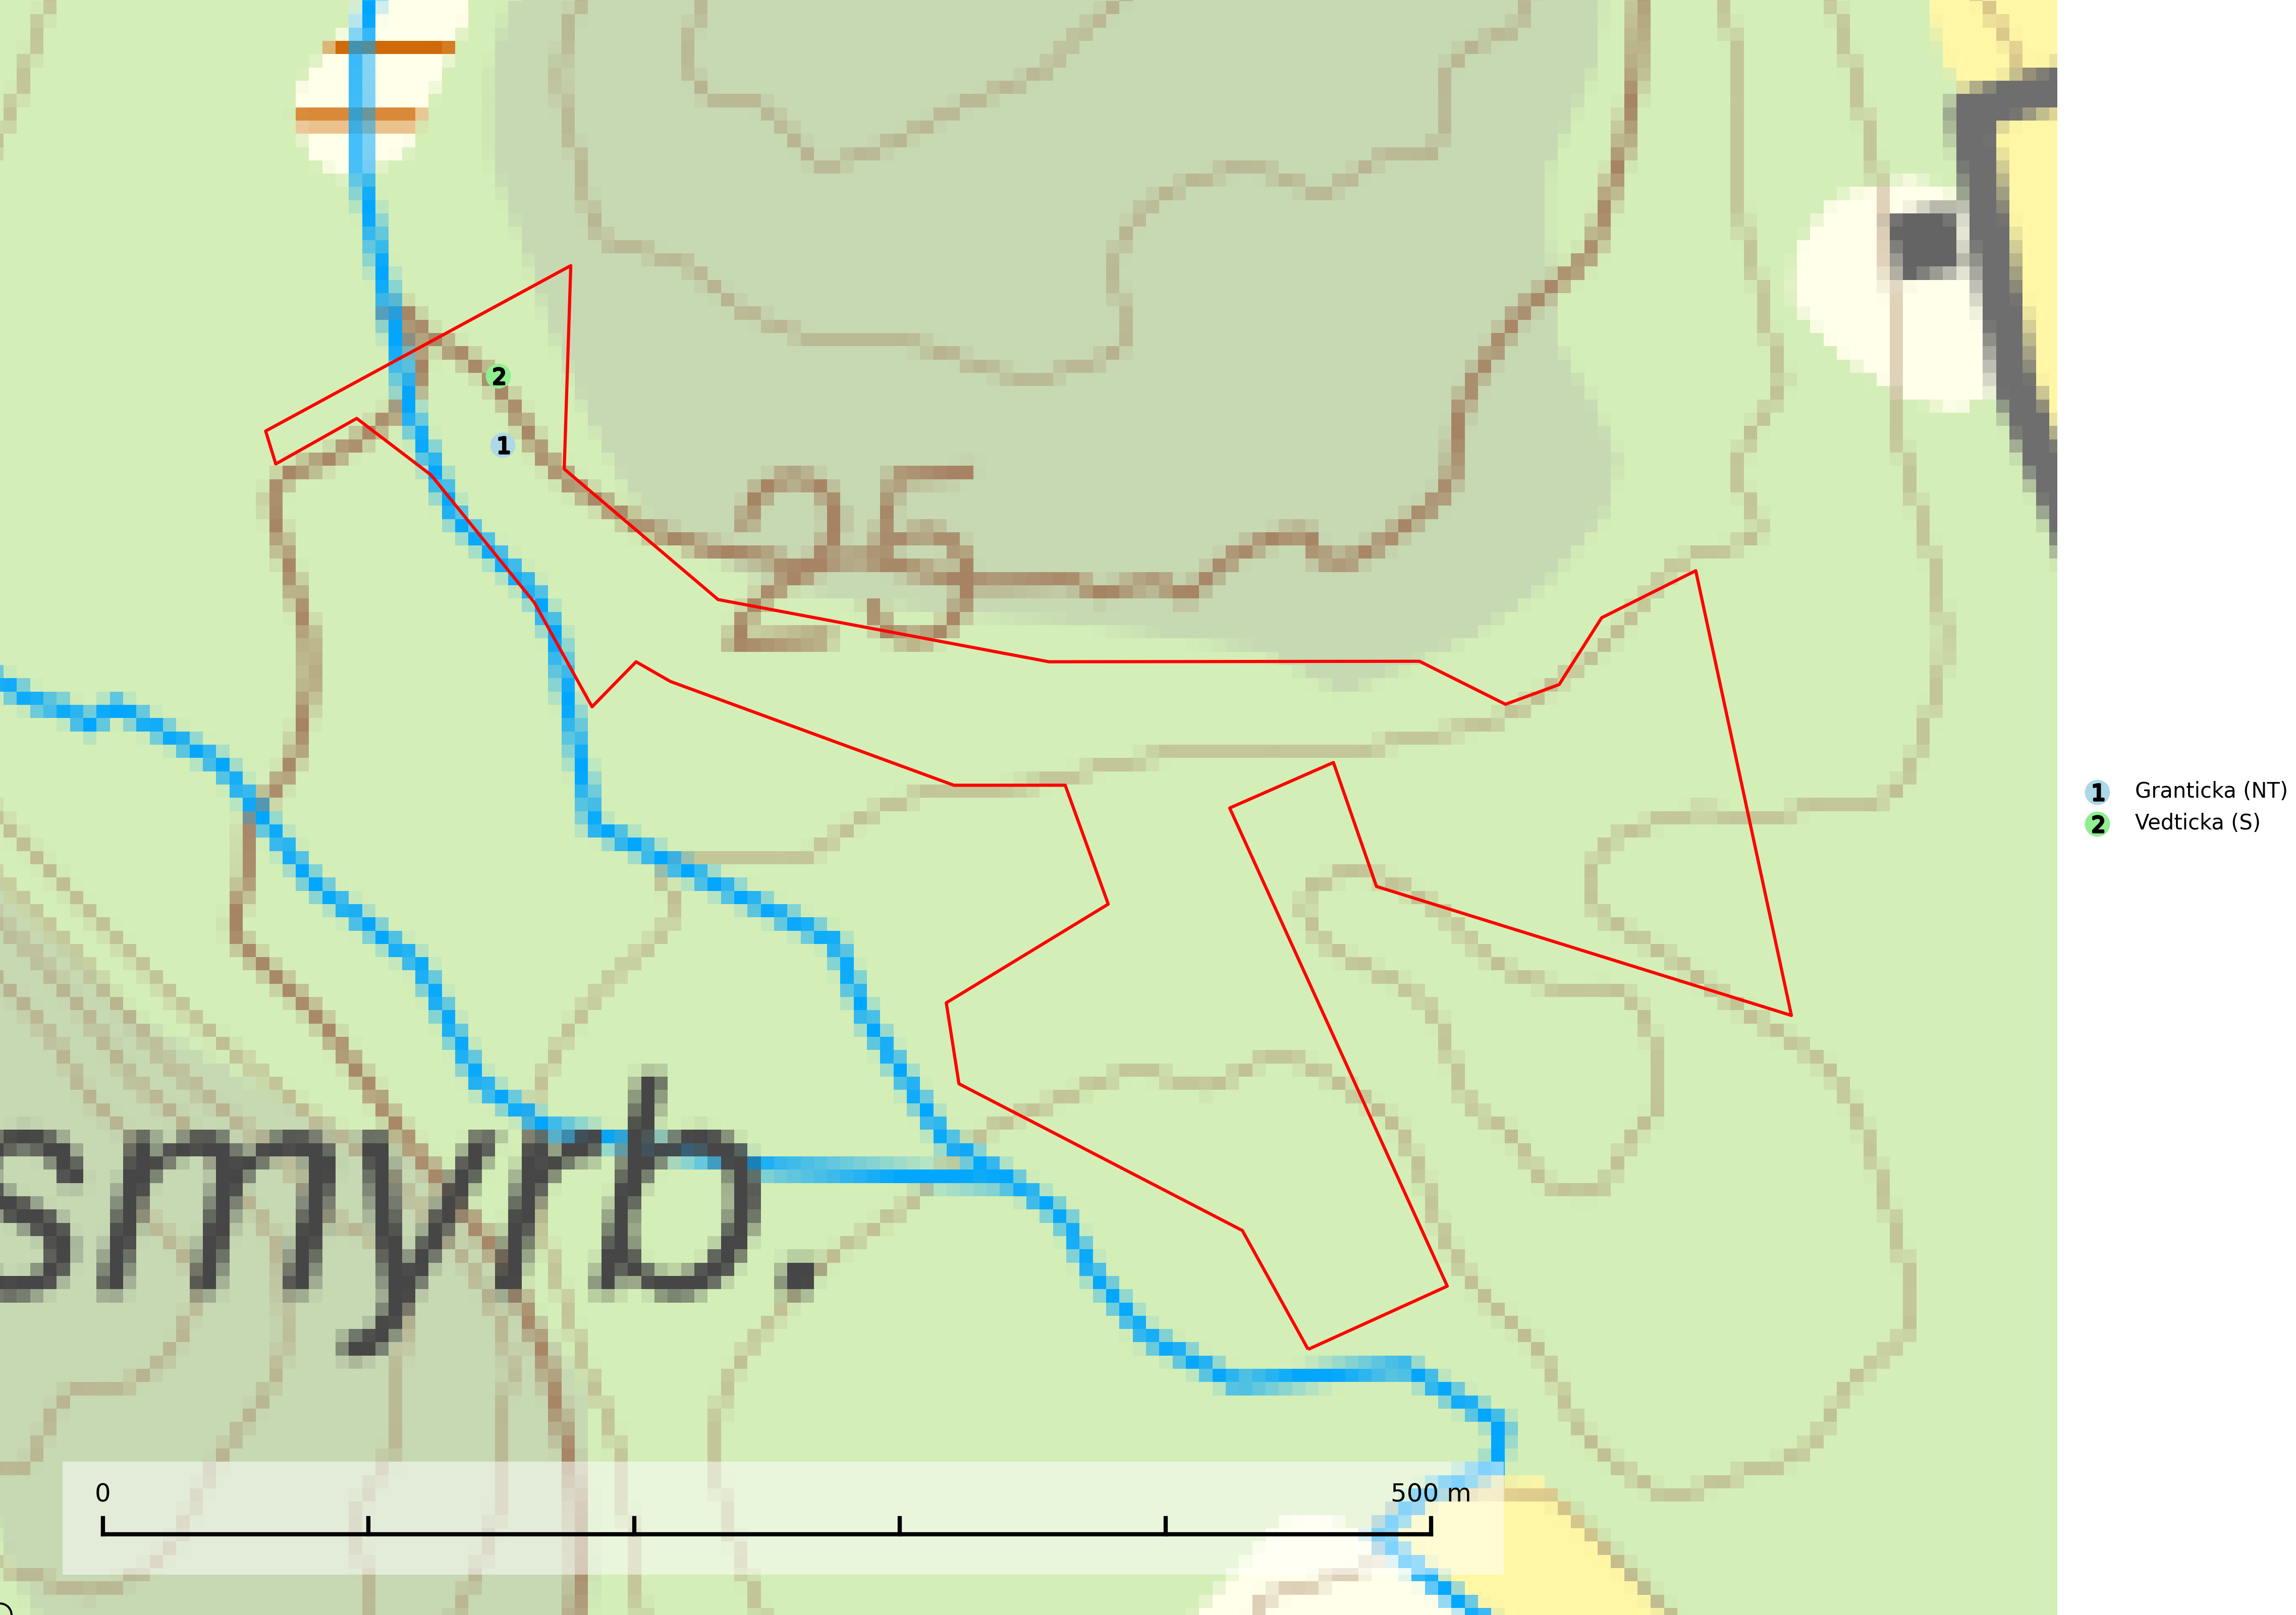 2
1
25
1 Granticka (NT)
2 Vedticka (S)
smyrb.
0 500 m